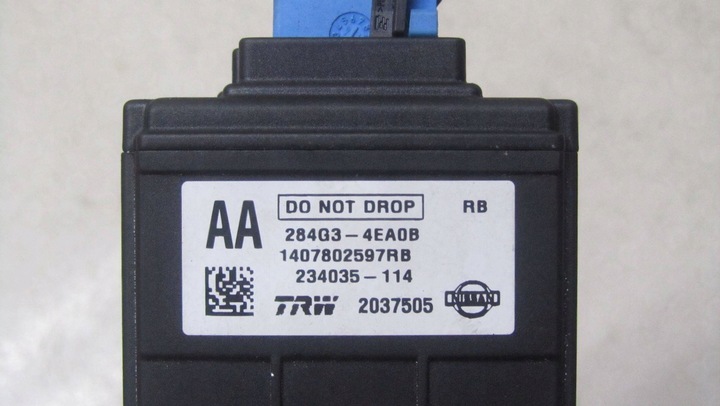 AA DO NOT DROP RB
284G3-4EA0B
1407802597RB
234035-114
TRW 2037505 NISSAN